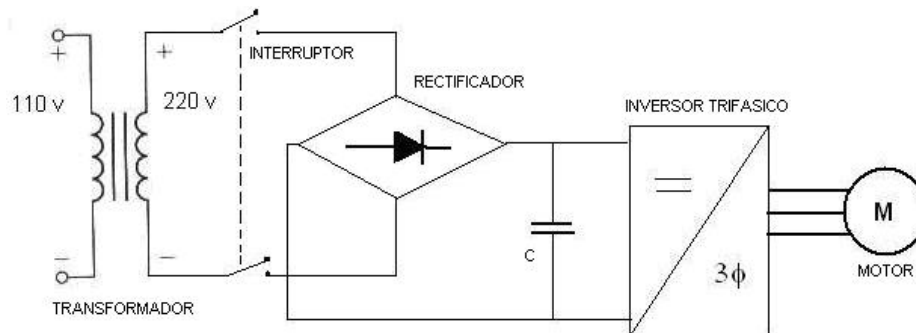 INTERRUPTOR
+
+
110 v
220 v
RECTIFICADOR
INVERSOR TRIFASICO
M
C
−
−
3ϕ
MOTOR
TRANSFORMADOR